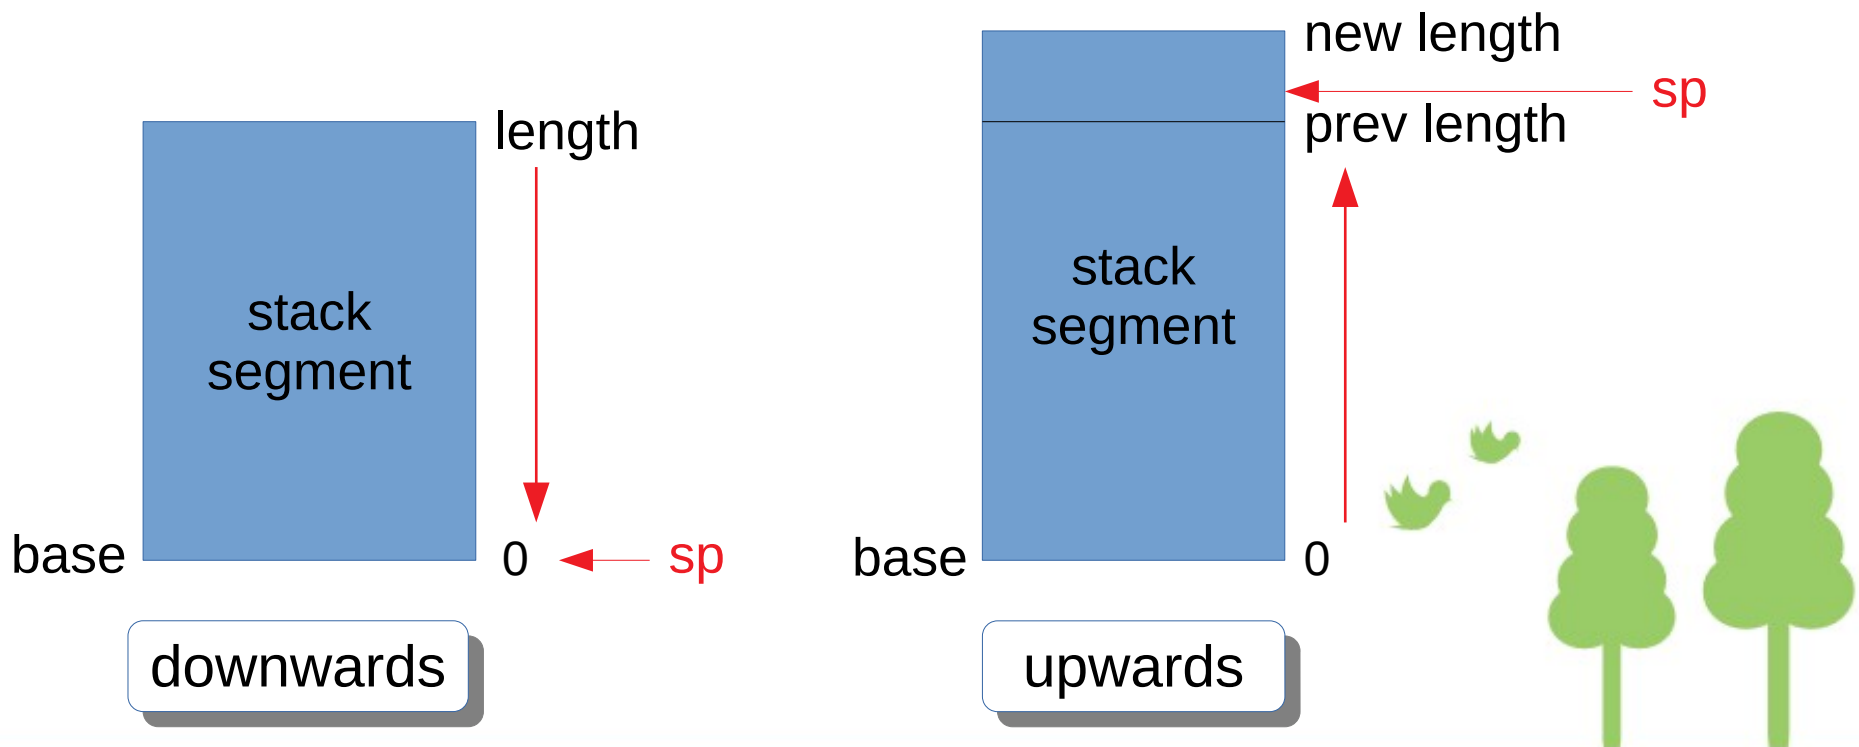 length
stack
segment
base
0
sp
downwards
new length
sp
prev length
stack
segment
base
0
upwards